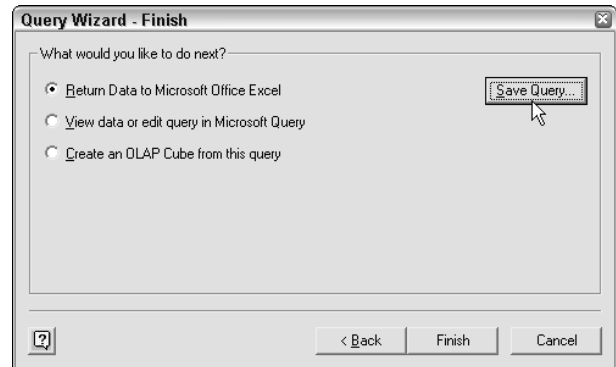 Query Wizard - Finish
What would you like to do next?
Return Data to Microsoft Office Excel
Save Query...
View data or edit query in Microsoft Query
Create an OLAP Cube from this query
< Back
Finish
Cancel